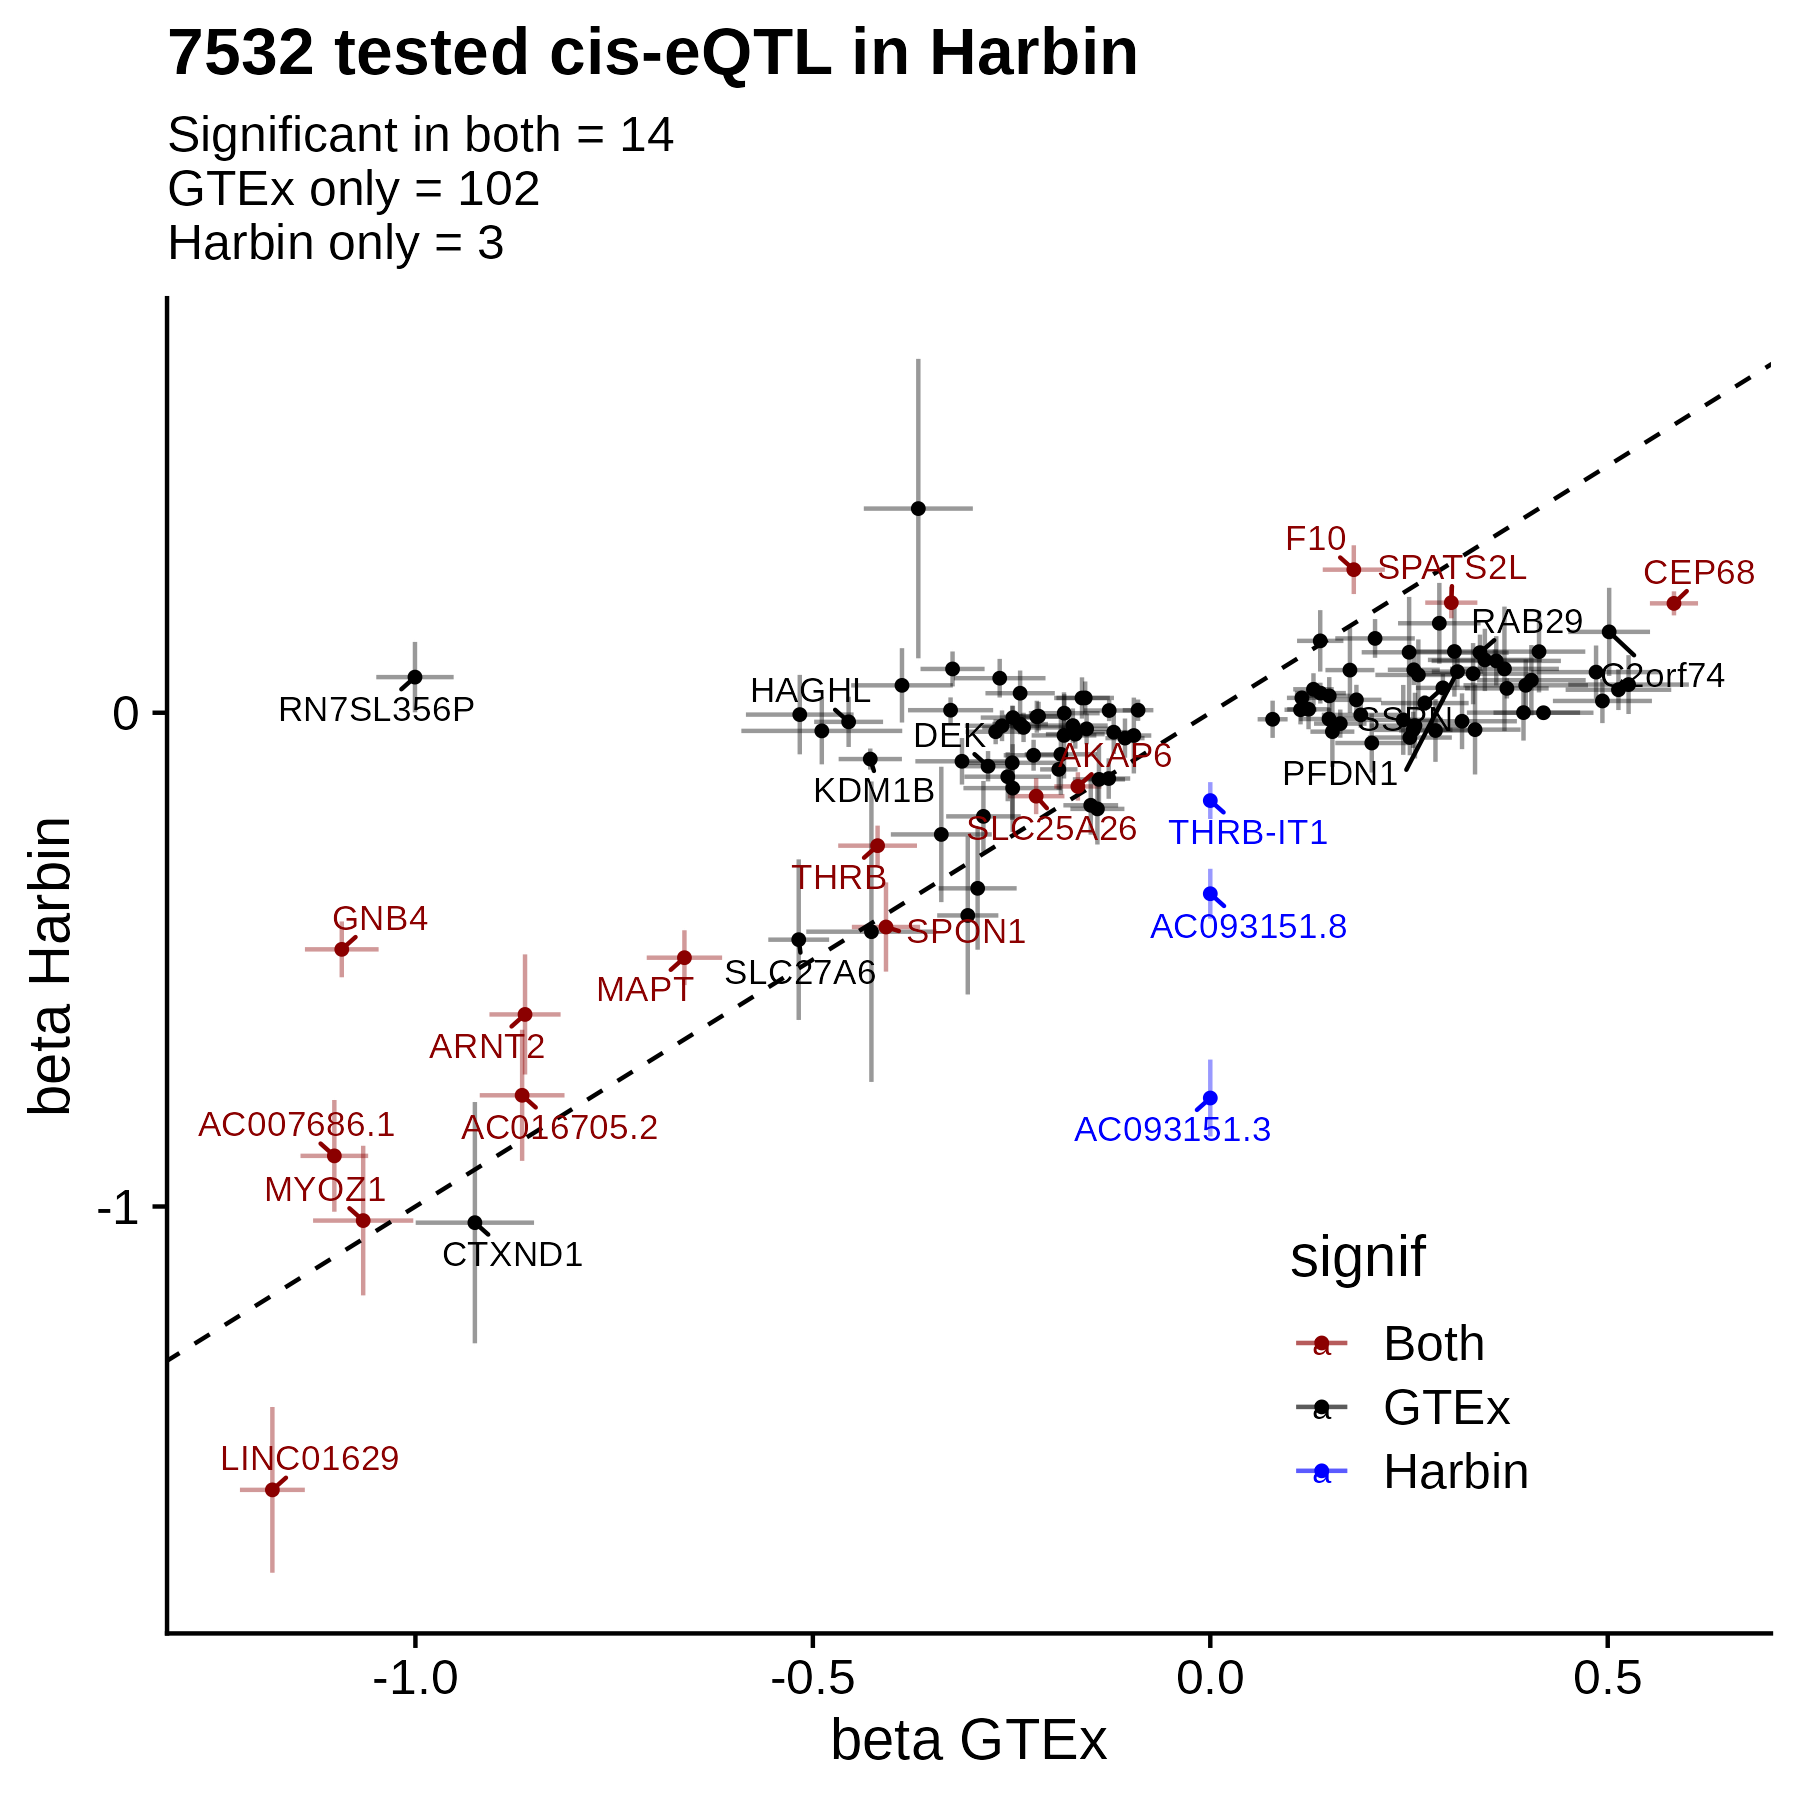 7532 tested cis-eQTL in Harbin
Significant in both = 14
GTEx only = 102
Harbin only = 3
F10
SPATS2L
CEP68
RAB29
C2orf74
RN7SL356P
HAGHL
DEK
SSPN
AKAP6
PFDN1
KDM1B
SLC25A26
THRB-IT1
THRB
GNB4
SPON1
AC093151.8
SLC27A6
MAPT
ARNT2
AC007686.1
AC016705.2
AC093151.3
MYOZ1
CTXND1
LINC01629
signif
a Both
a GTEx
a Harbin
0
-1
beta Harbin
-1.0
-0.5
0.0
0.5
beta GTEx